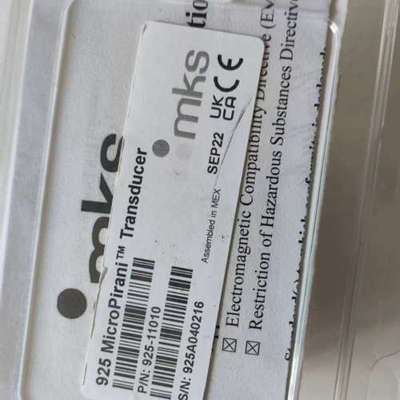 925 MicroPirani™ Transducer
P/N: 925-11010
S/N: 925A040216
mks
Assembled in MEX
SEP22
UK
CA
CE
mks
Electromagnetic Compatibility Directive (EV
Restriction of Hazardous Substances Directive